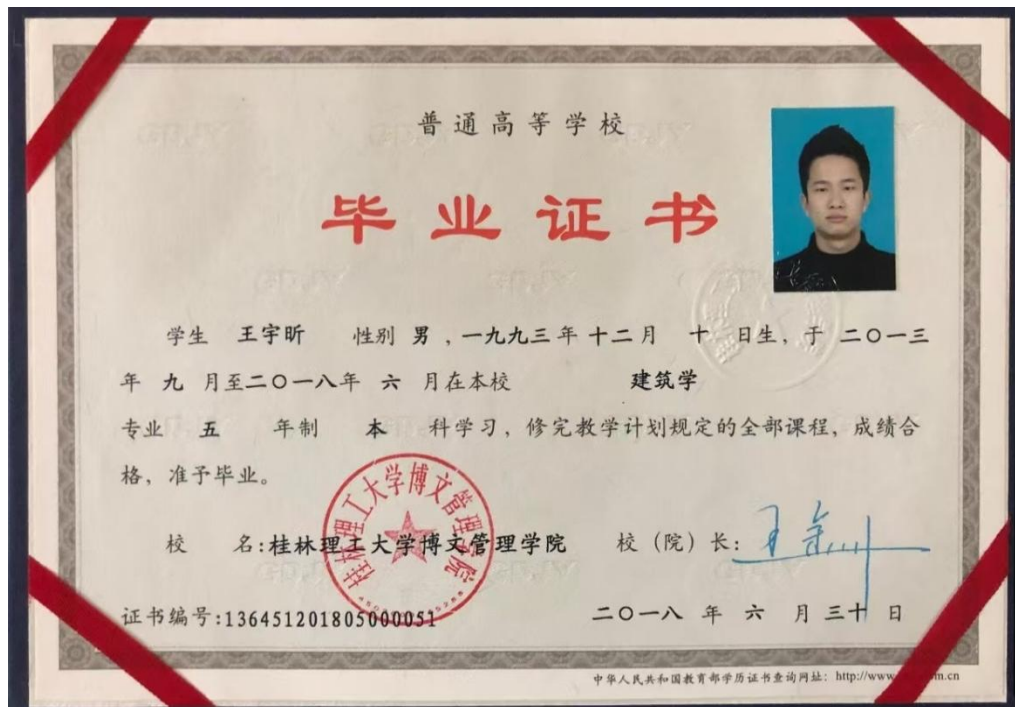 普通高等学校
毕业证书
学生 王宇昕 性别 男 ，一九九三 年 十二月 十 日生，于 二〇一三
年 九 月至二〇一八年 六 月在本校 建筑学
专业 五 年制 本 科学习，修完教学计划规定的全部课程，成绩合
格，准予毕业。
桂林理工大学博文管理学院
校 名:桂林理工大学博文管理学院 校（院）长:
证书编号:136451201805000051 二〇一八 年 六 月 三十 日
中华人民共和国教育部学历证书查询网址: http://www